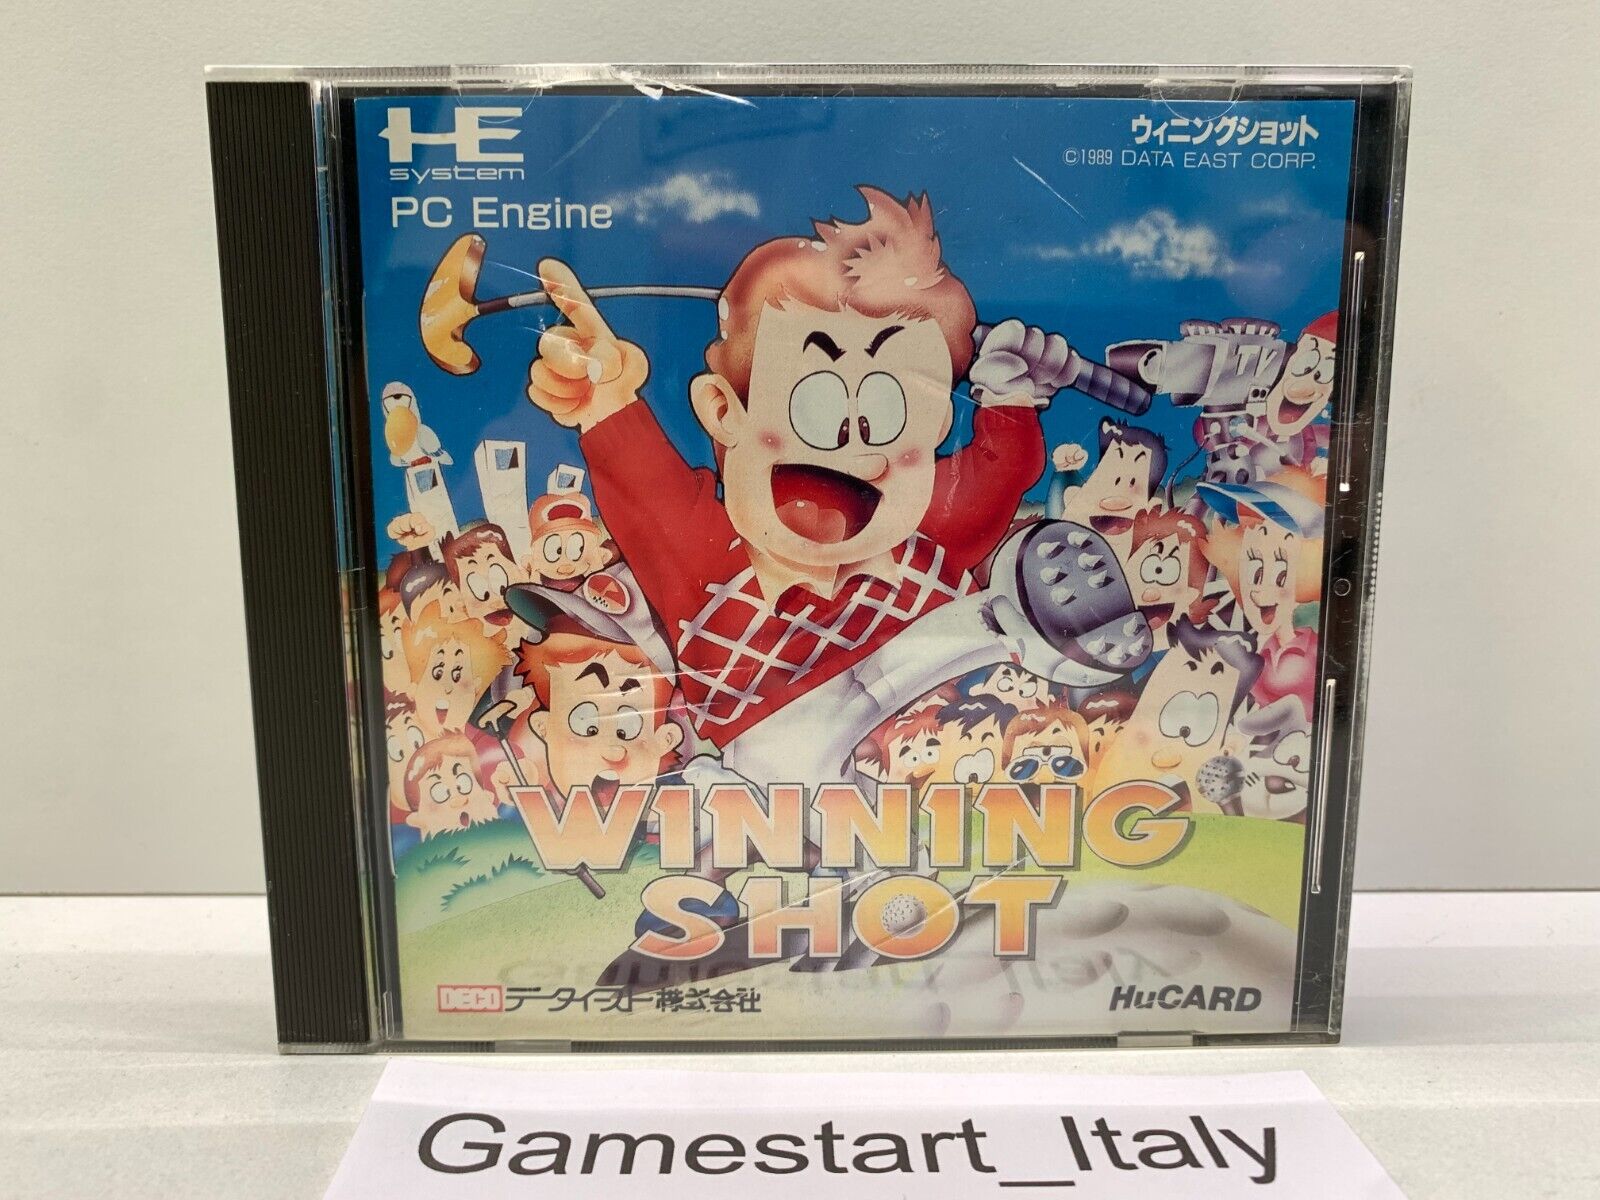 HE
system
PC Engine
ウィニングショット
©1989 DATA EAST CORP.
TV
WINNING
SHOT
DECO データイースト株式会社
HuCARD
Gamestart_Italy